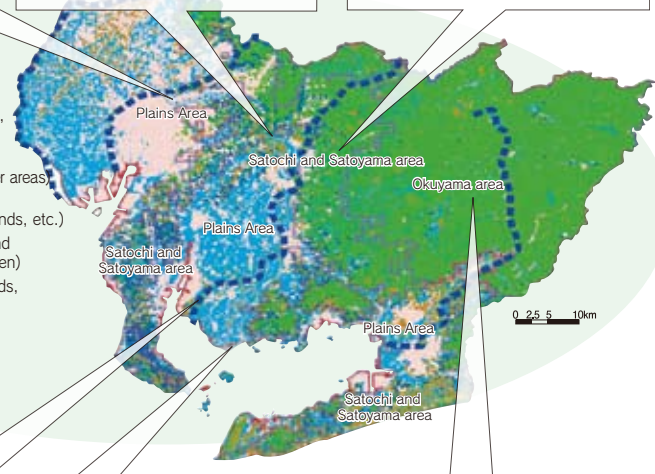 Plains Area
r areas)
Satochi and Satoyama area
Okuyama area
nds, etc.)
Plains Area
nd
en)
Satochi and
Satoyama area
ds,
0 2.5 5 10km
Plains Area
Satochi and
Satoyama area